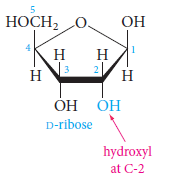 5
HOCH₂ O OH
4 H H 1
H 3 2 H
OH OH
D-ribose
hydroxyl
at C-2